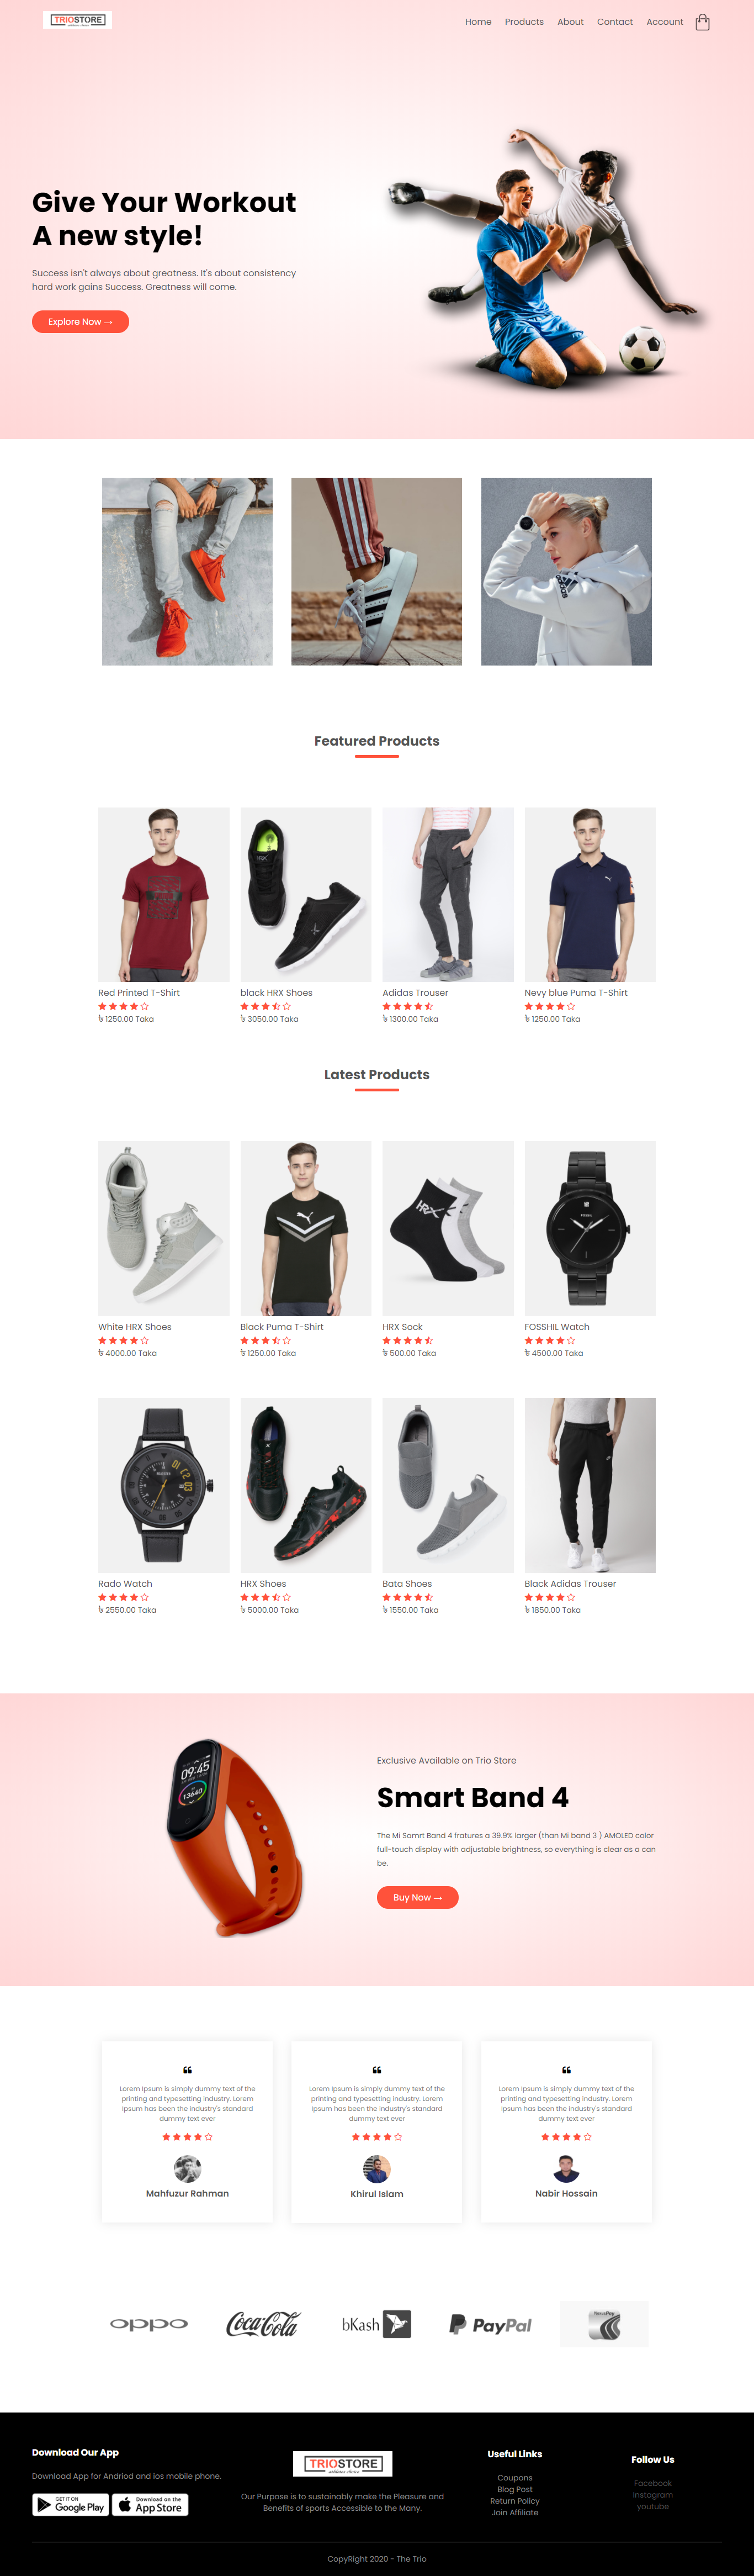 TRIOSTORE
Home Products About Contact Account
Give Your Workout
A new style!
Success isn't always about greatness. It's about consistency
hard work gains Success. Greatness will come.
Explore Now →
adidas
Featured Products
HRX
Red Printed T-Shirt
৳ 1250.00 Taka
black HRX Shoes
৳ 3050.00 Taka
Adidas Trouser
৳ 1300.00 Taka
Nevy blue Puma T-Shirt
৳ 1250.00 Taka
Latest Products
HRX
FOSSIL
White HRX Shoes
৳ 4000.00 Taka
Black Puma T-Shirt
৳ 1250.00 Taka
HRX Sock
৳ 500.00 Taka
FOSSHIL Watch
৳ 4500.00 Taka
01 02 03
Rado Watch
৳ 2550.00 Taka
HRX Shoes
৳ 5000.00 Taka
Bata Shoes
৳ 1550.00 Taka
Black Adidas Trouser
৳ 1850.00 Taka
09:45
13640
Exclusive Available on Trio Store
Smart Band 4
The Mi Samrt Band 4 fratures a 39.9% larger (than Mi band 3 ) AMOLED color
full-touch display with adjustable brightness, so everything is clear as a can
be.
Buy Now →
❝
Lorem Ipsum is simply dummy text of the
printing and typesetting industry. Lorem
Ipsum has been the industry's standard
dummy text ever
Mahfuzur Rahman
❝
Lorem Ipsum is simply dummy text of the
printing and typesetting industry. Lorem
Ipsum has been the industry's standard
dummy text ever
Khirul Islam
❝
Lorem Ipsum is simply dummy text of the
printing and typesetting industry. Lorem
Ipsum has been the industry's standard
dummy text ever
Nabir Hossain
oppo
Coca-Cola
bKash
PayPal
Download Our App
Download App for Andriod and ios mobile phone.
GET IT ON
Google Play
Download on the
App Store
TRIOSTORE
Our Purpose is to sustainably make the Pleasure and
Benefits of sports Accessible to the Many.
Useful Links
Coupons
Blog Post
Return Policy
Join Affiliate
Follow Us
Facebook
Instagram
youtube
CopyRight 2020 - The Trio